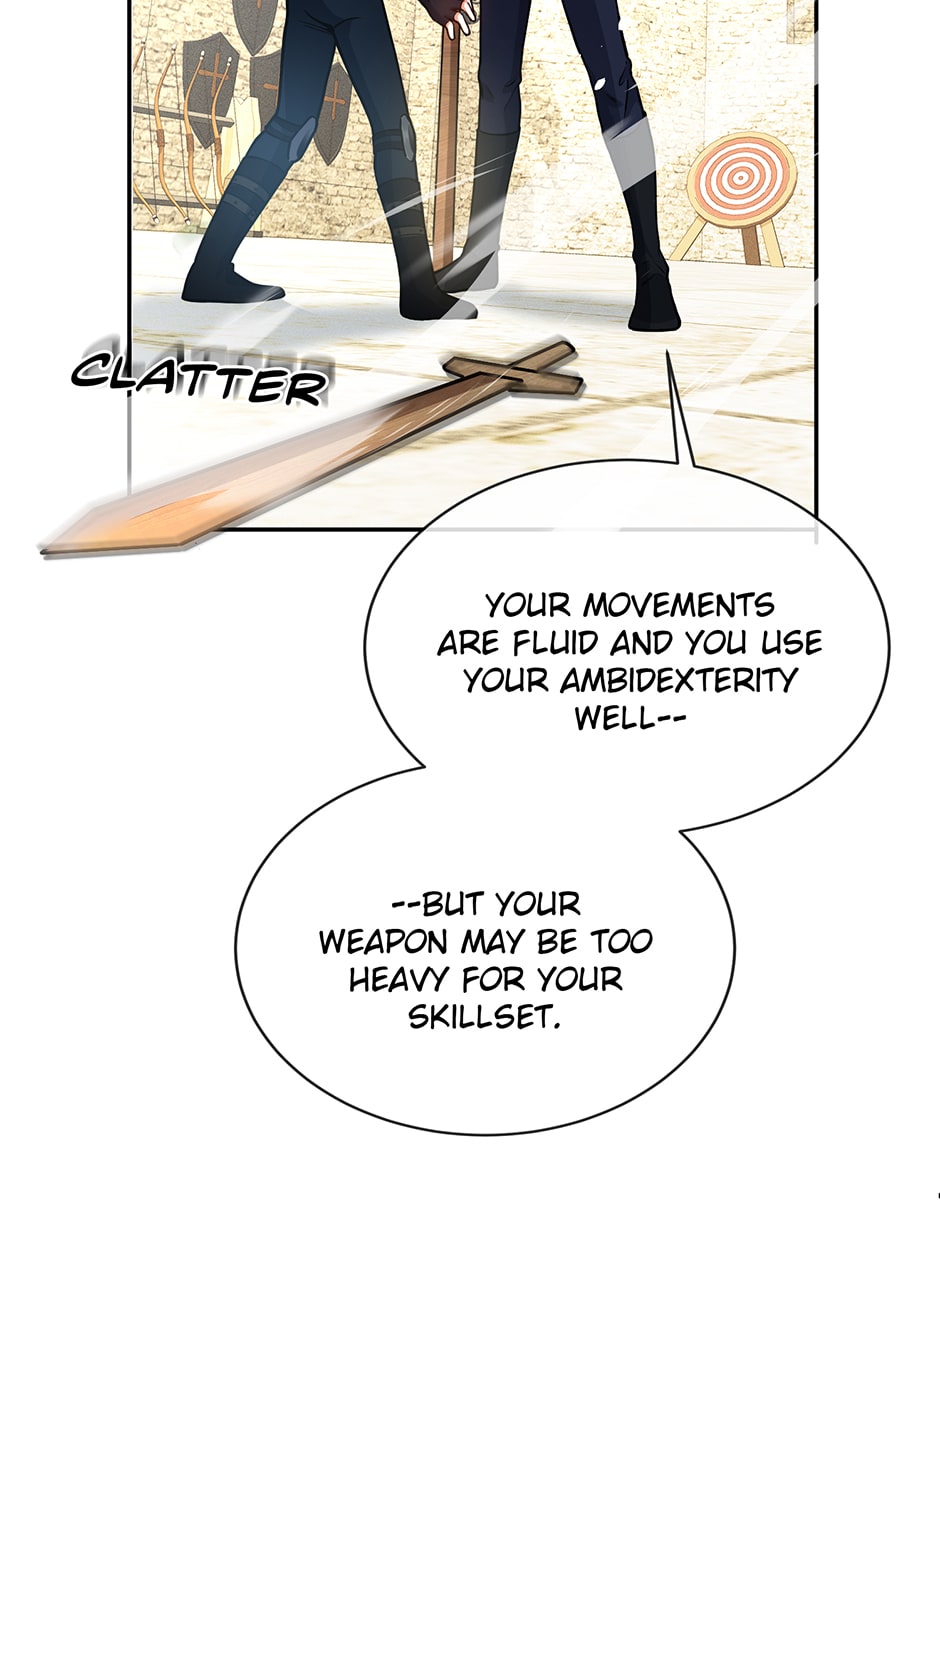 CLATTER
YOUR MOVEMENTS
ARE FLUID AND YOU USE
YOUR AMBIDEXTERITY
WELL--
--BUT YOUR
WEAPON MAY BE TOO
HEAVY FOR YOUR
SKILLSET.